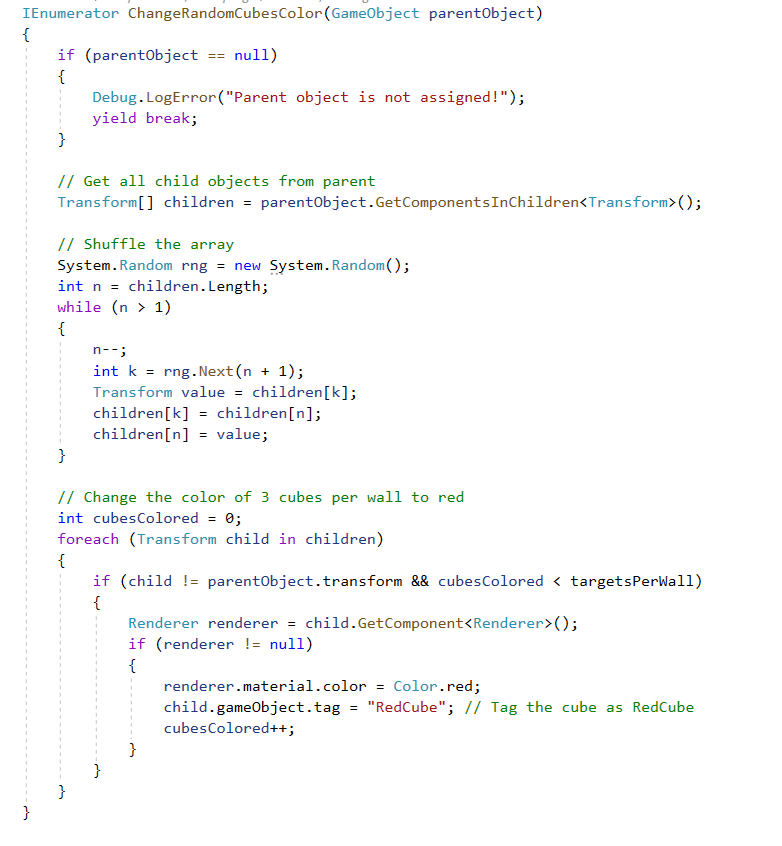 IEnumerator ChangeRandomCubesColor(GameObject parentObject)
{
    if (parentObject == null)
    {
        Debug.LogError("Parent object is not assigned!");
        yield break;
    }

    // Get all child objects from parent
    Transform[] children = parentObject.GetComponentsInChildren<Transform>();

    // Shuffle the array
    System.Random rng = new System.Random();
    int n = children.Length;
    while (n > 1)
    {
        n--;
        int k = rng.Next(n + 1);
        Transform value = children[k];
        children[k] = children[n];
        children[n] = value;
    }

    // Change the color of 3 cubes per wall to red
    int cubesColored = 0;
    foreach (Transform child in children)
    {
        if (child != parentObject.transform && cubesColored < targetsPerWall)
        {
            Renderer renderer = child.GetComponent<Renderer>();
            if (renderer != null)
            {
                renderer.material.color = Color.red;
                child.gameObject.tag = "RedCube"; // Tag the cube as RedCube
                cubesColored++;
            }
        }
    }
}